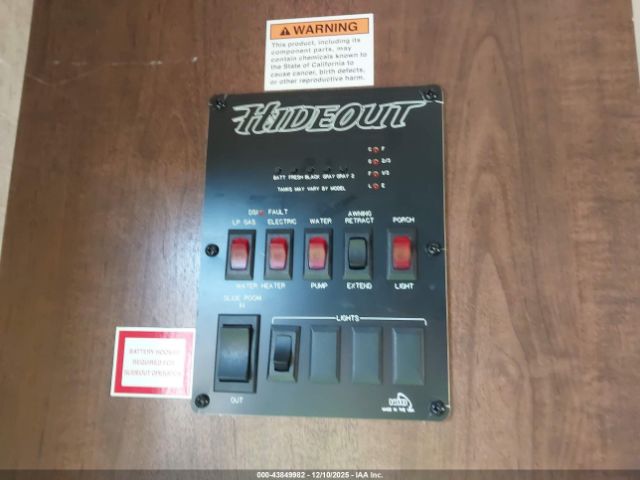 ⚠ WARNING
This product, including its
component parts, may
contain chemicals known to
the State of California to
cause cancer, birth defects,
or other reproductive harm.
HIDEOUT
C F
G 2/3
F 1/2
L E
BATT FRESH BLACK GRAY GRAY 2
TANKS MAY VARY BY MODEL
DSI FAULT
LP GAS ELECTRIC WATER AWNING RETRACT PORCH
WATER HEATER PUMP EXTEND LIGHT
SLIDE ROOM
IN
LIGHTS
OUT
BATTERY HOOKUP
REQUIRED FOR
SLIDEOUT OPERATION
MADE IN THE USA
000-43849982 - 12/10/2025 - IAA Inc.